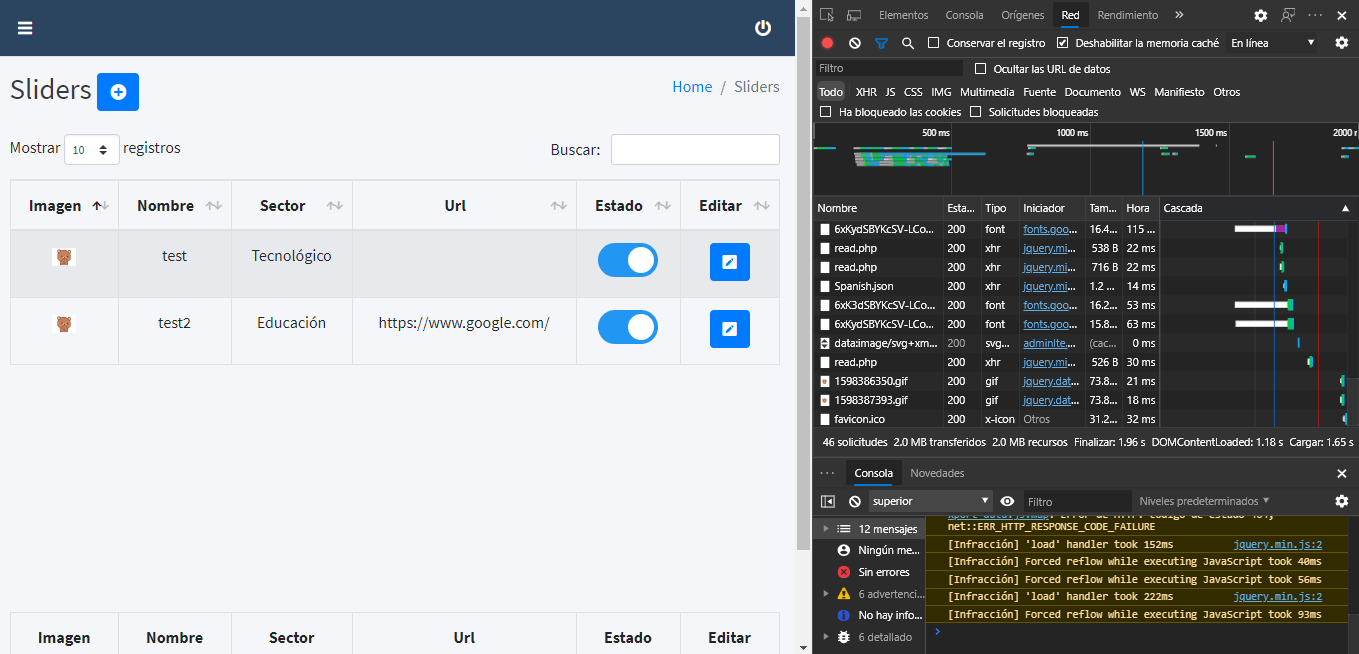 Sliders
Home / Sliders
Mostrar 10 registros
Buscar:
Imagen Nombre Sector Url Estado Editar
test Tecnológico
test2 Educación https://www.google.com/
Imagen Nombre Sector Url Estado Editar
Elementos Consola Orígenes Red Rendimiento
Conservar el registro Deshabilitar la memoria caché En línea
Filtro Ocultar las URL de datos
Todo XHR JS CSS IMG Multimedia Fuente Documento WS Manifiesto Otros
Ha bloqueado las cookies Solicitudes bloqueadas
500 ms 1000 ms 1500 ms 2000 r
Nombre Esta... Tipo Iniciador Tam... Hora Cascada
6xKydSBYKcSV-LCo... 200 font fonts.goo... 16.4... 115 ...
read.php 200 xhr jquery.mi... 538 B 22 ms
read.php 200 xhr jquery.mi... 716 B 22 ms
Spanish.json 200 xhr jquery.mi... 1.2 ... 14 ms
6xK3dSBYKcSV-LCo... 200 font fonts.goo... 16.2... 53 ms
6xKydSBYKcSV-LCo... 200 font fonts.goo... 15.8... 63 ms
data:image/svg+xm... 200 svg... adminlte.... (cac... 0 ms
read.php 200 xhr jquery.mi... 526 B 30 ms
1598386350.gif 200 gif jquery.dat... 73.8... 21 ms
1598387393.gif 200 gif jquery.dat... 73.8... 18 ms
favicon.ico 200 x-icon Otros 31.2... 32 ms
46 solicitudes 2.0 MB transferidos 2.0 MB recursos Finalizar: 1.96 s DOMContentLoaded: 1.18 s Cargar: 1.65 s
Consola Novedades
superior Filtro Niveles predeterminados
12 mensajes
Ningún me...
Sin errores
6 advertenci...
No hay info...
6 detallado
net::ERR_HTTP_RESPONSE_CODE_FAILURE
[Infracción] 'load' handler took 152ms jquery.min.js:2
[Infracción] Forced reflow while executing JavaScript took 40ms
[Infracción] Forced reflow while executing JavaScript took 56ms
[Infracción] 'load' handler took 222ms jquery.min.js:2
[Infracción] Forced reflow while executing JavaScript took 93ms